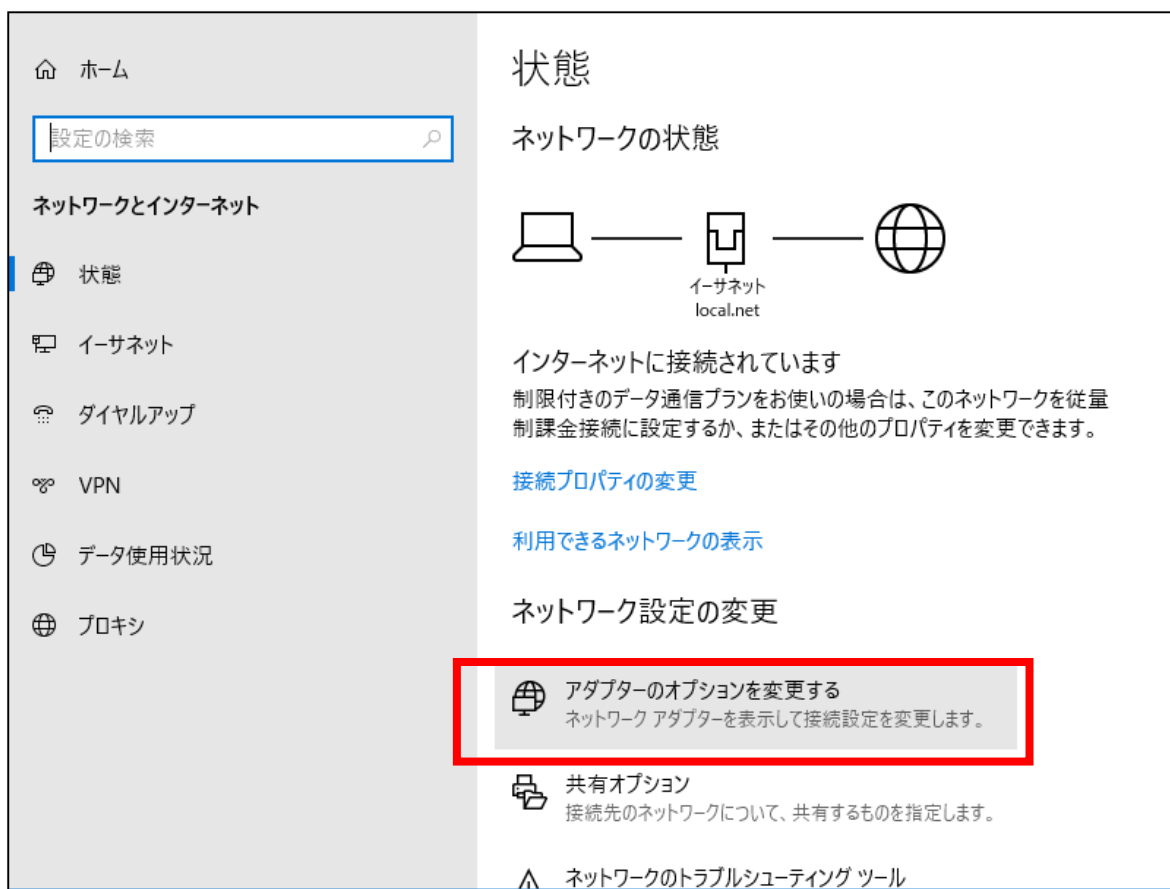 ホーム
設定の検索
ネットワークとインターネット
状態
イーサネット
ダイヤルアップ
VPN
データ使用状況
プロキシ
状態
ネットワークの状態
イーサネット
local.net
インターネットに接続されています
制限付きのデータ通信プランをお使いの場合は、このネットワークを従量
制課金接続に設定するか、またはその他のプロパティを変更できます。
接続プロパティの変更
利用できるネットワークの表示
ネットワーク設定の変更
アダプターのオプションを変更する
ネットワーク アダプターを表示して接続設定を変更します。
共有オプション
接続先のネットワークについて、共有するものを指定します。
ネットワークのトラブルシューティング ツール